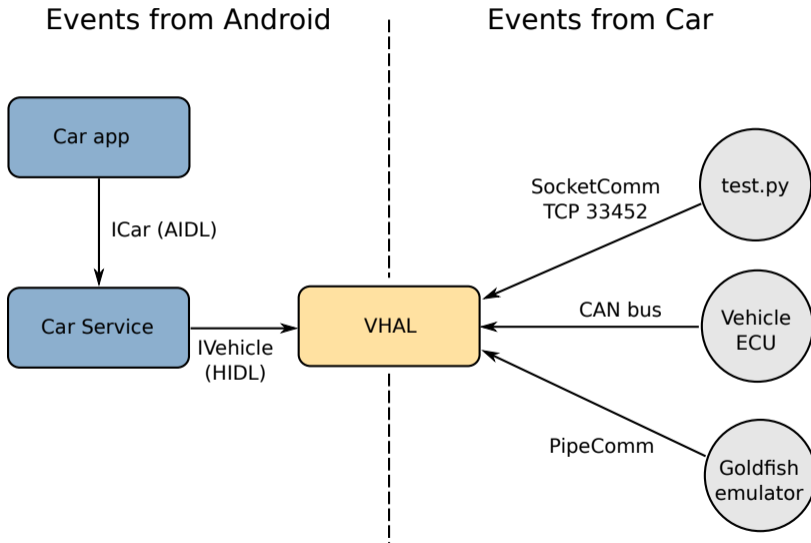 Events from Android
Events from Car
Car app
ICar (AIDL)
Car Service
IVehicle
(HIDL)
VHAL
SocketComm
TCP 33452
test.py
CAN bus
Vehicle
ECU
PipeComm
Goldfish
emulator